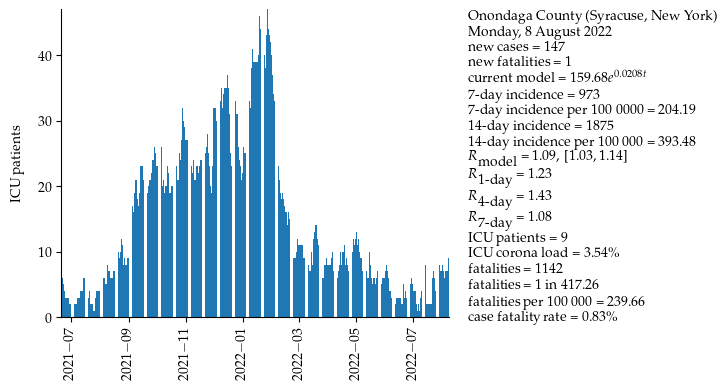 Onondaga County (Syracuse, New York)
Monday, 8 August 2022
new cases = 147
new fatalities = 1
current model = 159.68e^0.0208t
7-day incidence = 973
7-day incidence per 100 0000 = 204.19
14-day incidence = 1875
14-day incidence per 100 000 = 393.48
R_model = 1.09, [1.03, 1.14]
R_1-day = 1.23
R_4-day = 1.43
R_7-day = 1.08
ICU patients = 9
ICU corona load = 3.54%
fatalities = 1142
fatalities = 1 in 417.26
fatalities per 100 000 = 239.66
case fatality rate = 0.83%
ICU patients
40
30
20
10
0
2021−07
2021−09
2021−11
2022−01
2022−03
2022−05
2022−07